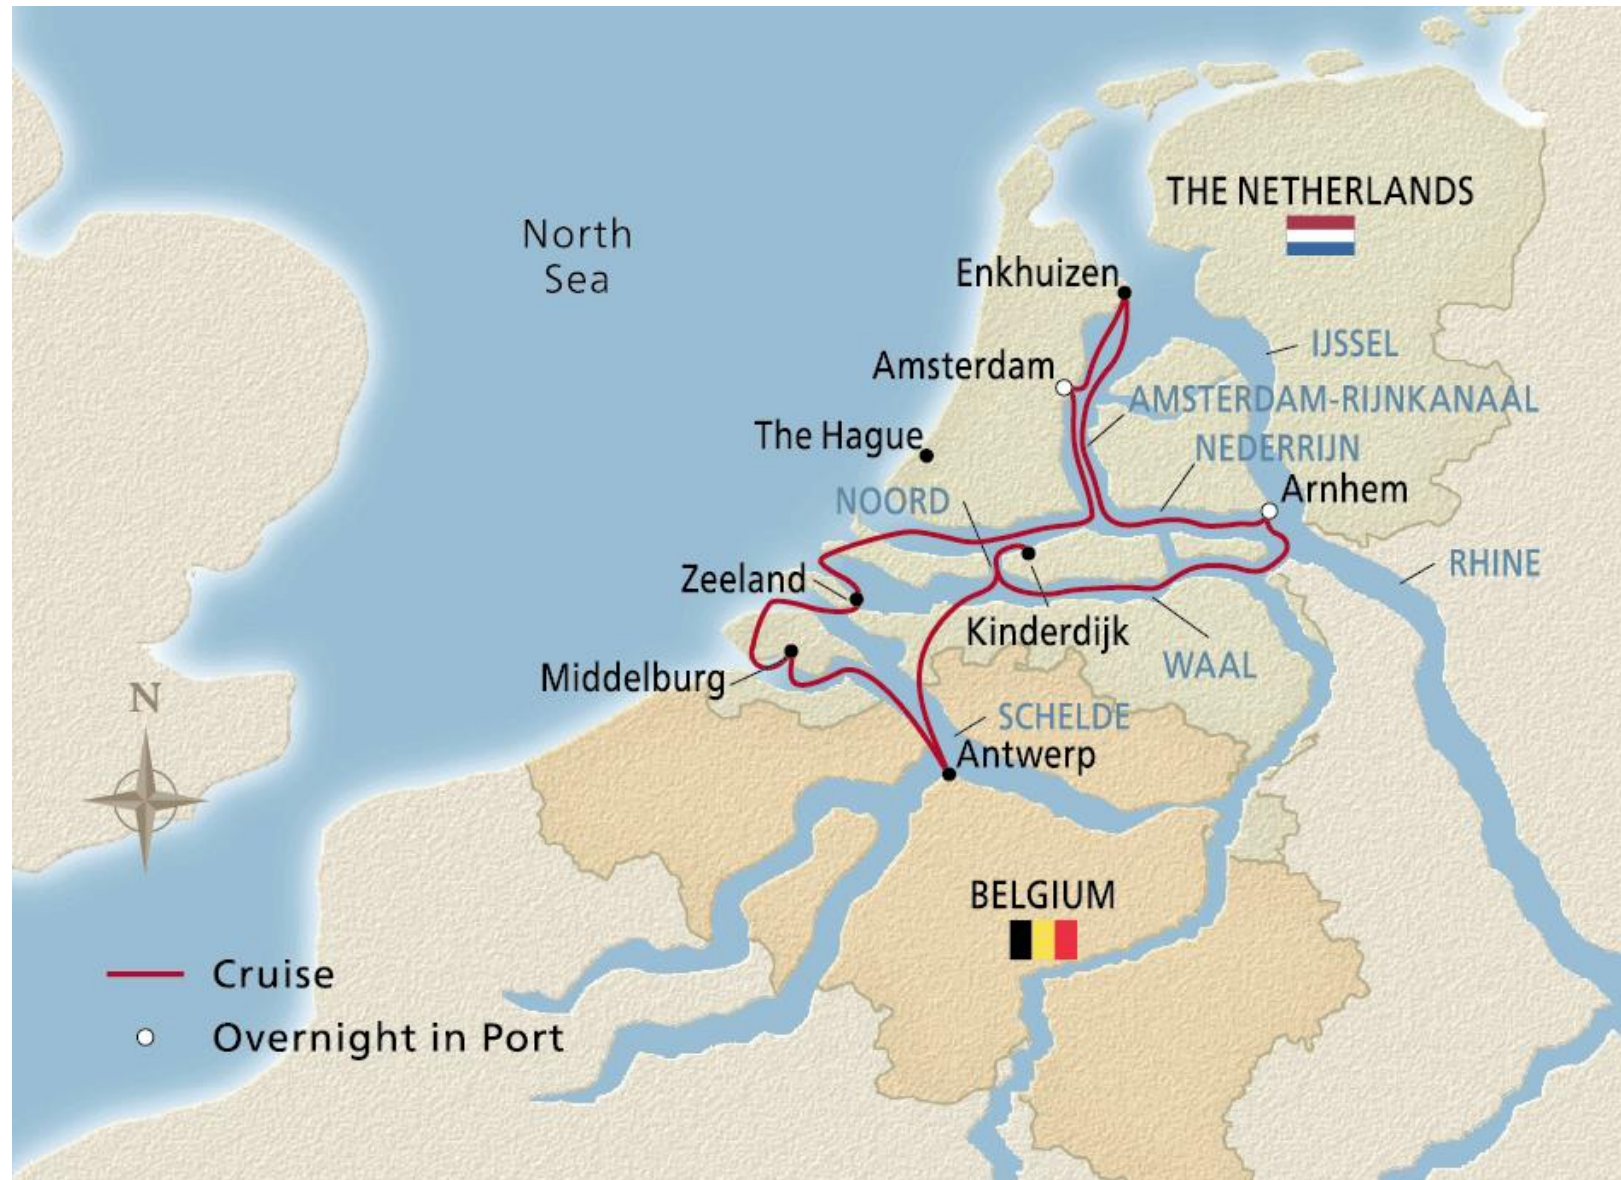 THE NETHERLANDS
North
Sea
Enkhuizen
IJSSEL
Amsterdam
AMSTERDAM-RIJNKANAAL
The Hague
NEDERRIJN
Arnhem
NOORD
RHINE
Zeeland
Kinderdijk
WAAL
Middelburg
N
SCHELDE
Antwerp
BELGIUM
Cruise
Overnight in Port